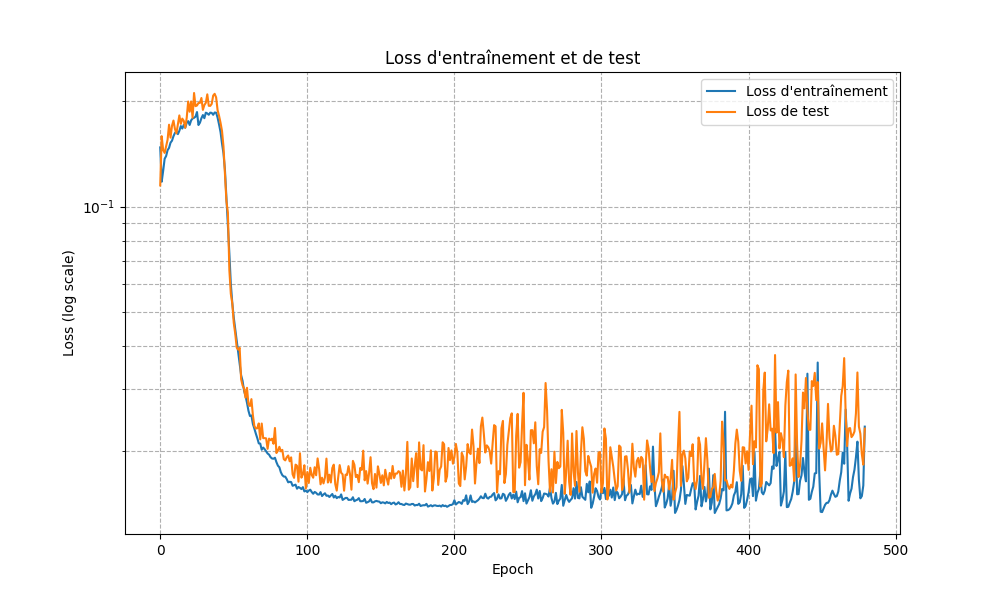 Loss d'entraînement et de test
Loss d'entraînement
Loss de test
10⁻¹
Loss (log scale)
0 100 200 300 400 500
Epoch